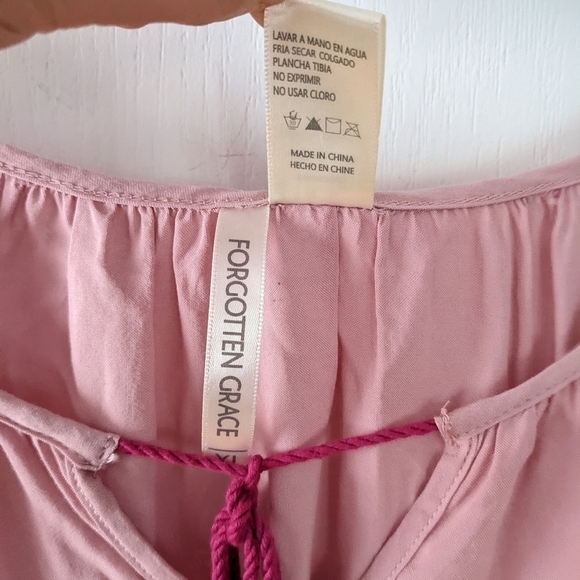 LAVAR A MANO EN AGUA
FRIA SECAR COLGADO
PLANCHA TIBIA
NO EXPRIMIR
NO USAR CLORO
MADE IN CHINA
HECHO EN CHINE
FORGOTTEN GRACE